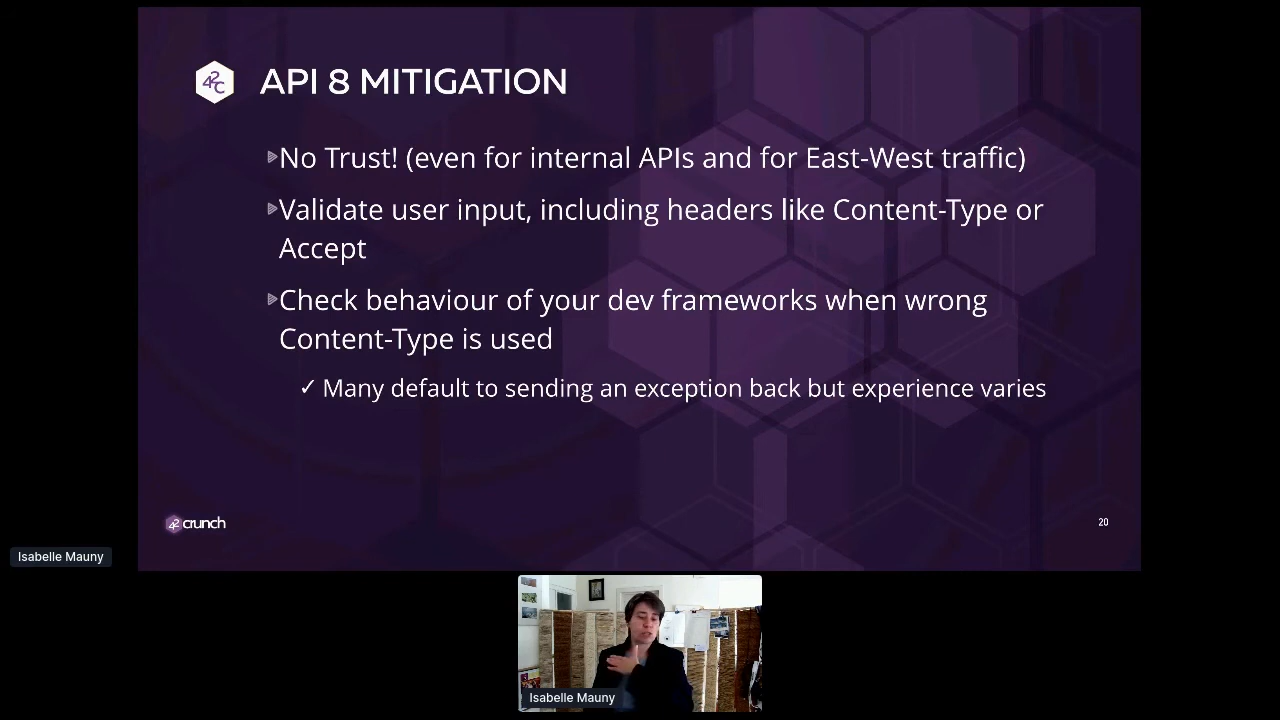 42C
API 8 MITIGATION
No Trust! (even for internal APIs and for East-West traffic)
Validate user input, including headers like Content-Type or
Accept
Check behaviour of your dev frameworks when wrong
Content-Type is used
✓ Many default to sending an exception back but experience varies
42crunch
20
Isabelle Mauny
Isabelle Mauny